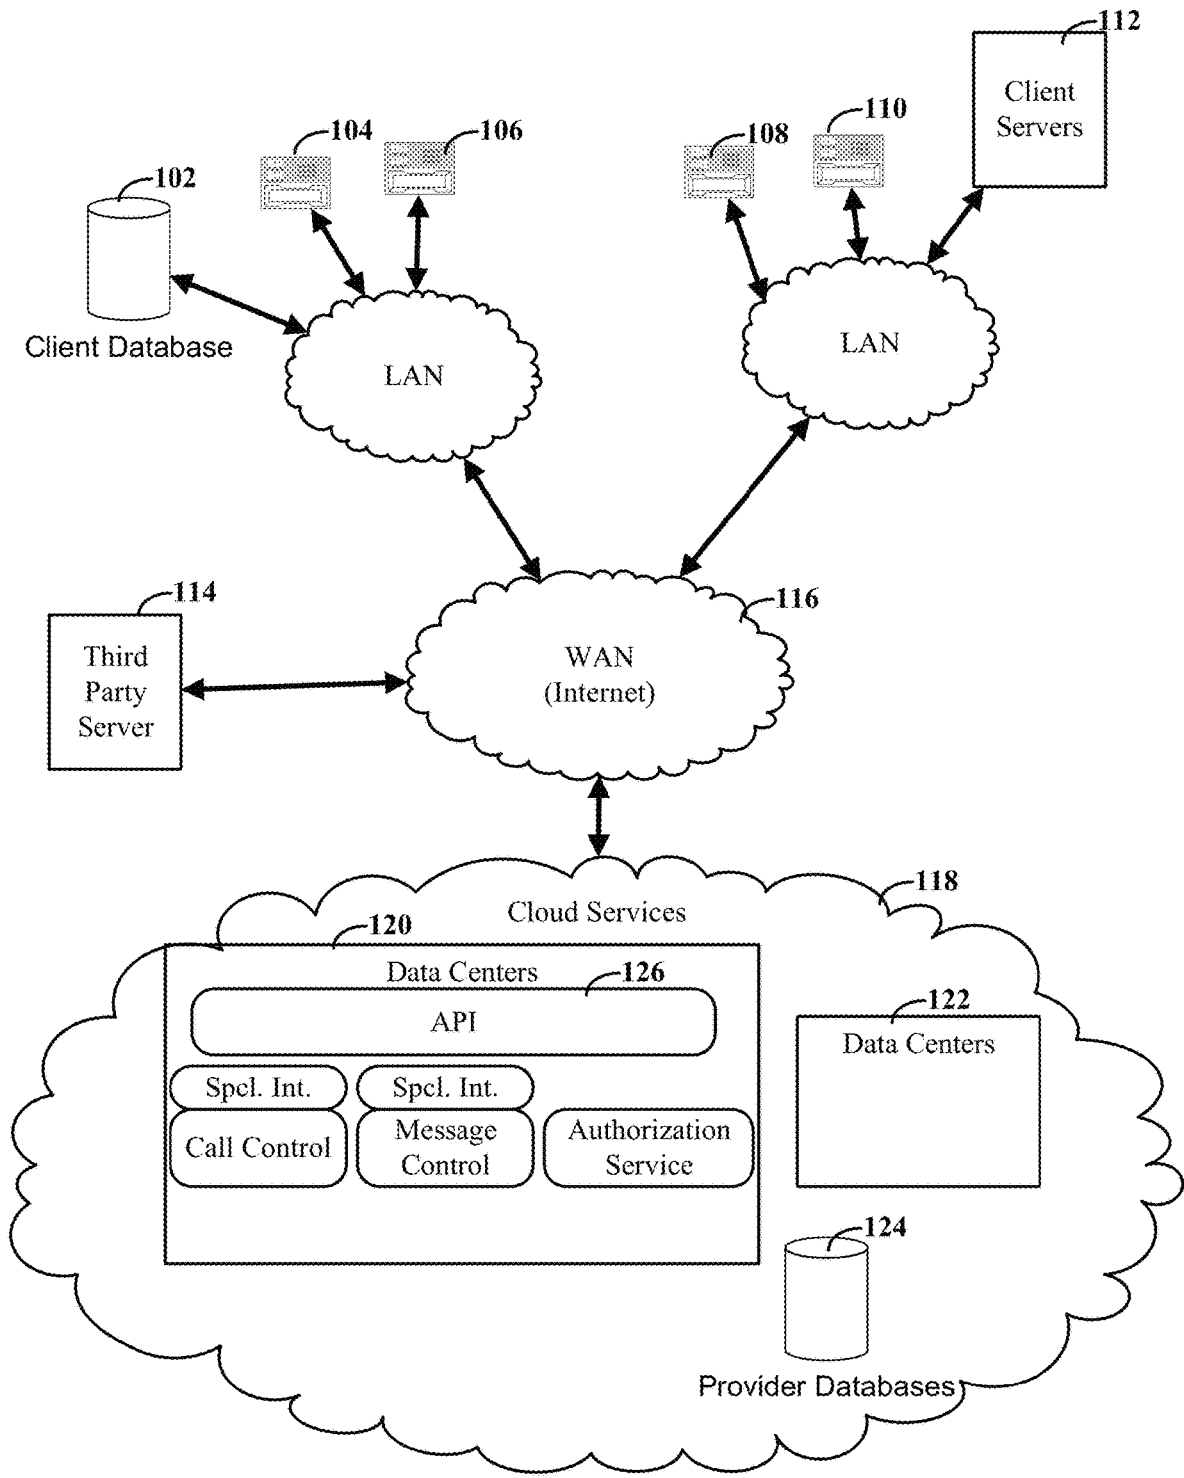 112
Client
Servers
104
106
108
110
102
Client Database
LAN
LAN
114
Third
Party
Server
116
WAN
(Internet)
118
Cloud Services
120
Data Centers
126
API
Spcl. Int.
Spcl. Int.
Call Control
Message
Control
Authorization
Service
122
Data Centers
124
Provider Databases